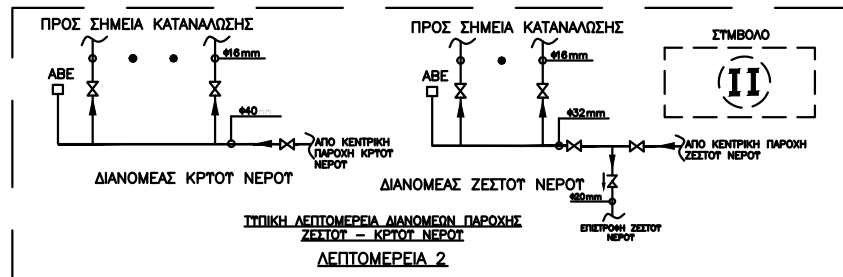 ΠΡΟΣ ΣΗΜΕΙΑ ΚΑΤΑΝΑΛΩΣΗΣ
ΠΡΟΣ ΣΗΜΕΙΑ ΚΑΤΑΝΑΛΩΣΗΣ
ΣΥΜΒΟΛΟ
Φ16mm
Φ16mm
ΑΒΕ
ΑΒΕ
II
Φ40mm
Φ32mm
ΑΠΟ ΚΕΝΤΡΙΚΗ
ΠΑΡΟΧΗ ΚΡΥΟΥ
ΝΕΡΟΥ
ΑΠΟ ΚΕΝΤΡΙΚΗ ΠΑΡΟΧΗ
ΖΕΣΤΟΥ ΝΕΡΟΥ
ΔΙΑΝΟΜΕΑΣ ΚΡΥΟΥ ΝΕΡΟΥ
ΔΙΑΝΟΜΕΑΣ ΖΕΣΤΟΥ ΝΕΡΟΥ
Φ20mm
ΕΠΙΣΤΡΟΦΗ ΖΕΣΤΟΥ
ΝΕΡΟΥ
ΤΥΠΙΚΗ ΛΕΠΤΟΜΕΡΕΙΑ ΔΙΑΝΟΜΕΩΝ ΠΑΡΟΧΗΣ
ΖΕΣΤΟΥ - ΚΡΥΟΥ ΝΕΡΟΥ
ΛΕΠΤΟΜΕΡΕΙΑ 2